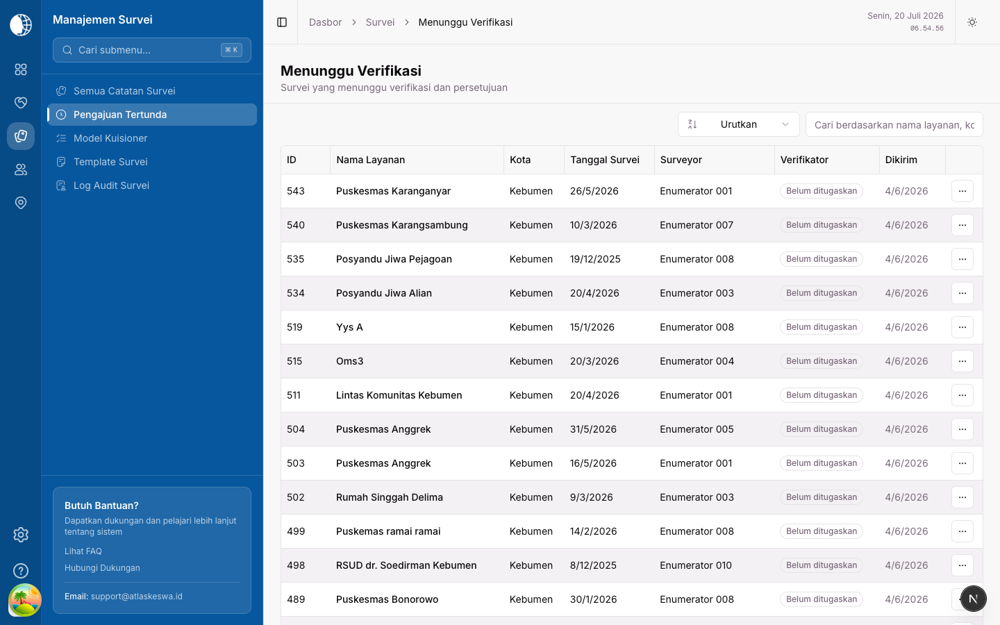 Manajemen Survei
Cari submenu...
⌘ K
Semua Catatan Survei
Pengajuan Tertunda
Model Kuisioner
Template Survei
Log Audit Survei
Butuh Bantuan?
Dapatkan dukungan dan pelajari lebih lanjut
tentang sistem
Lihat FAQ
Hubungi Dukungan
Email: support@atlaskeswa.id
Dasbor > Survei > Menunggu Verifikasi
Senin, 20 Juli 2026
06.54.56
Menunggu Verifikasi
Survei yang menunggu verifikasi dan persetujuan
Urutkan
Cari berdasarkan nama layanan, kc
ID Nama Layanan Kota Tanggal Survei Surveyor Verifikator Dikirim
543 Puskesmas Karanganyar Kebumen 26/5/2026 Enumerator 001 Belum ditugaskan 4/6/2026
540 Puskesmas Karangsambung Kebumen 10/3/2026 Enumerator 007 Belum ditugaskan 4/6/2026
535 Posyandu Jiwa Pejagoan Kebumen 19/12/2025 Enumerator 008 Belum ditugaskan 4/6/2026
534 Posyandu Jiwa Alian Kebumen 20/4/2026 Enumerator 003 Belum ditugaskan 4/6/2026
519 Yys A Kebumen 15/1/2026 Enumerator 008 Belum ditugaskan 4/6/2026
515 Oms3 Kebumen 20/3/2026 Enumerator 004 Belum ditugaskan 4/6/2026
511 Lintas Komunitas Kebumen Kebumen 20/4/2026 Enumerator 001 Belum ditugaskan 4/6/2026
504 Puskesmas Anggrek Kebumen 31/5/2026 Enumerator 005 Belum ditugaskan 4/6/2026
503 Puskesmas Anggrek Kebumen 16/5/2026 Enumerator 001 Belum ditugaskan 4/6/2026
502 Rumah Singgah Delima Kebumen 9/3/2026 Enumerator 003 Belum ditugaskan 4/6/2026
499 Puskemas ramai ramai Kebumen 14/2/2026 Enumerator 008 Belum ditugaskan 4/6/2026
498 RSUD dr. Soedirman Kebumen Kebumen 8/12/2025 Enumerator 010 Belum ditugaskan 4/6/2026
489 Puskesmas Bonorowo Kebumen 30/1/2026 Enumerator 008 Belum ditugaskan 4/6/2026